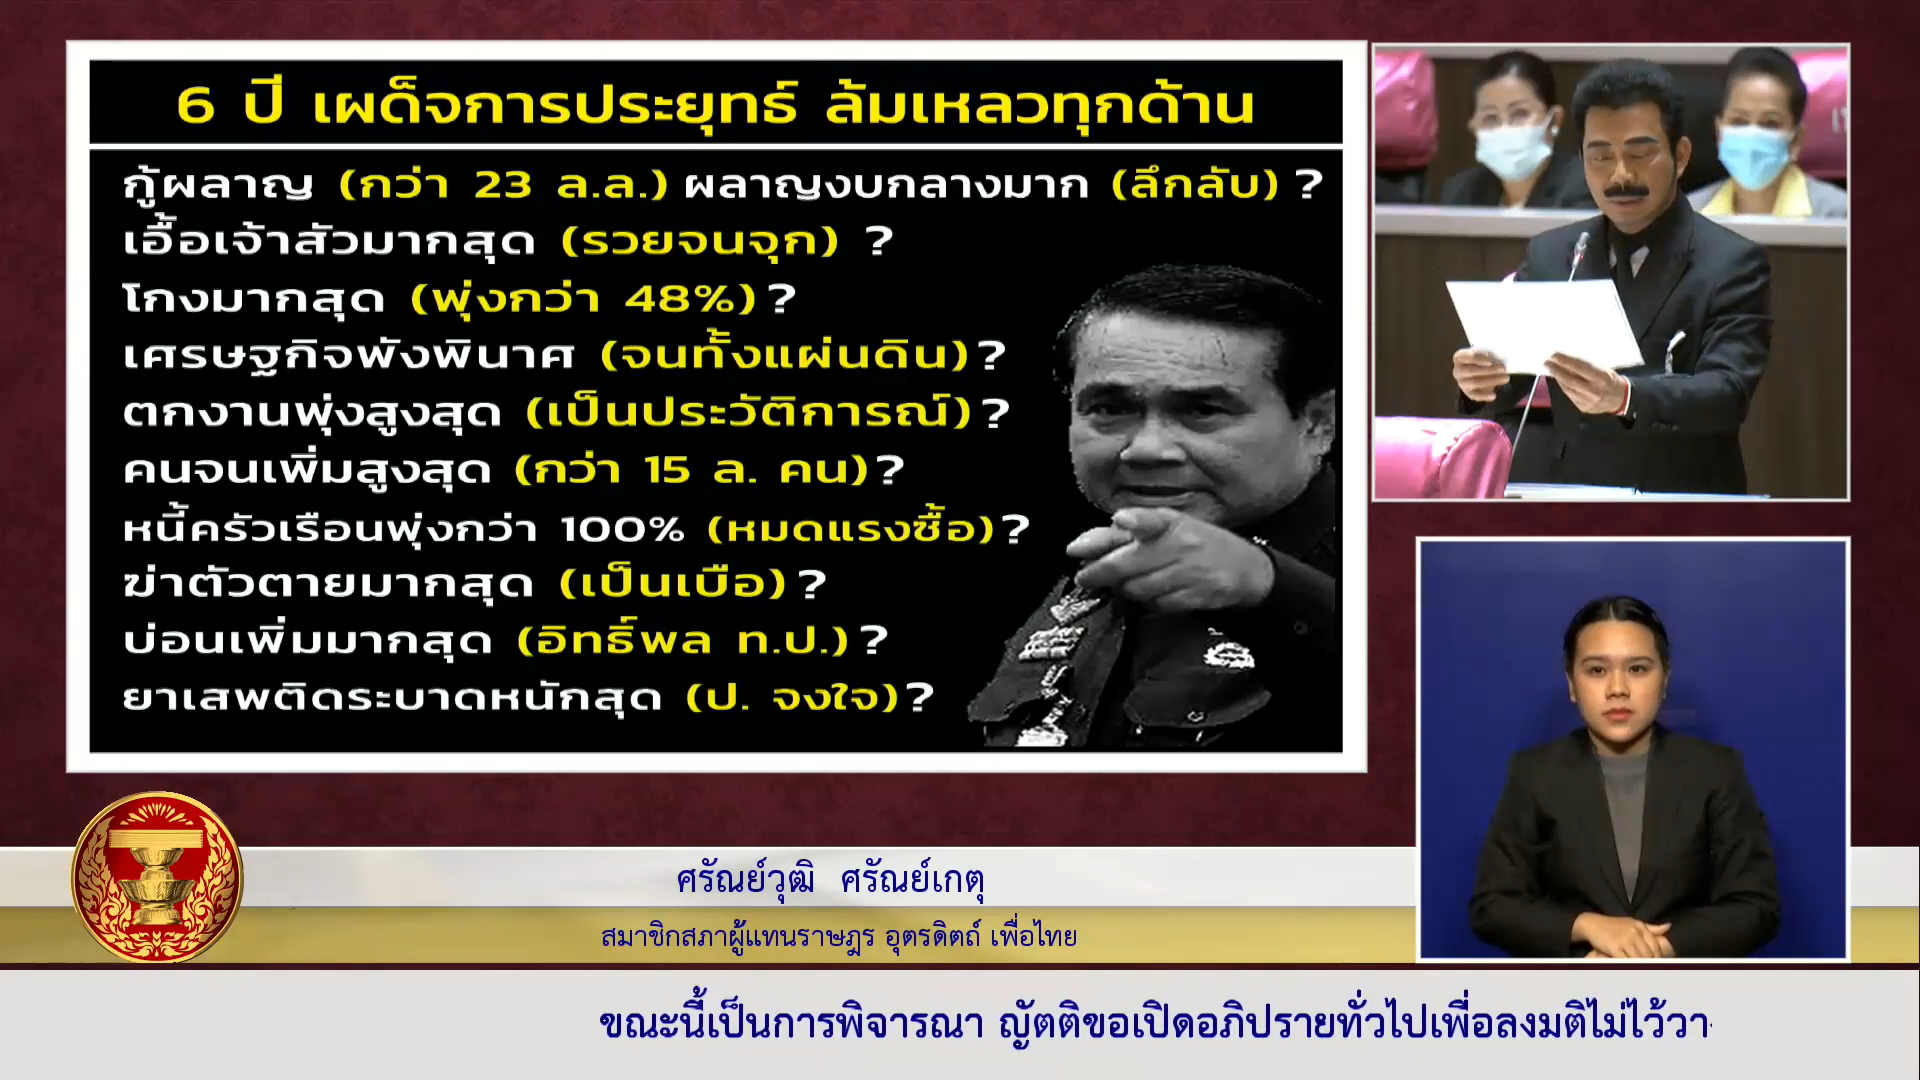 6 ปี เผด็จการประยุทธ์ ล้มเหลวทุกด้าน
กู้ผลาญ (กว่า 23 ล.ล.) ผลาญงบกลางมาก (ลึกลับ) ?
เอื้อเจ้าสัวมากสุด (รวยจนจุก) ?
โกงมากสุด (พุ่งกว่า 48%) ?
เศรษฐกิจพังพินาศ (จนทั้งแผ่นดิน) ?
ตกงานพุ่งสูงสุด (เป็นประวัติการณ์) ?
คนจนเพิ่มสูงสุด (กว่า 15 ล. คน) ?
หนี้ครัวเรือนพุ่งกว่า 100% (หมดแรงซื้อ) ?
ฆ่าตัวตายมากสุด (เป็นเบือ) ?
บ่อนเพิ่มมากสุด (อิทธิ์พล ท.ป.) ?
ยาเสพติดระบาดหนักสุด (ป. จงใจ) ?
ศรัณย์วุฒิ ศรัณย์เกตุ
สมาชิกสภาผู้แทนราษฎร อุตรดิตถ์ เพื่อไทย
ขณะนี้เป็นการพิจารณา ญัตติขอเปิดอภิปรายทั่วไปเพื่อลงมติไม่ไว้วา